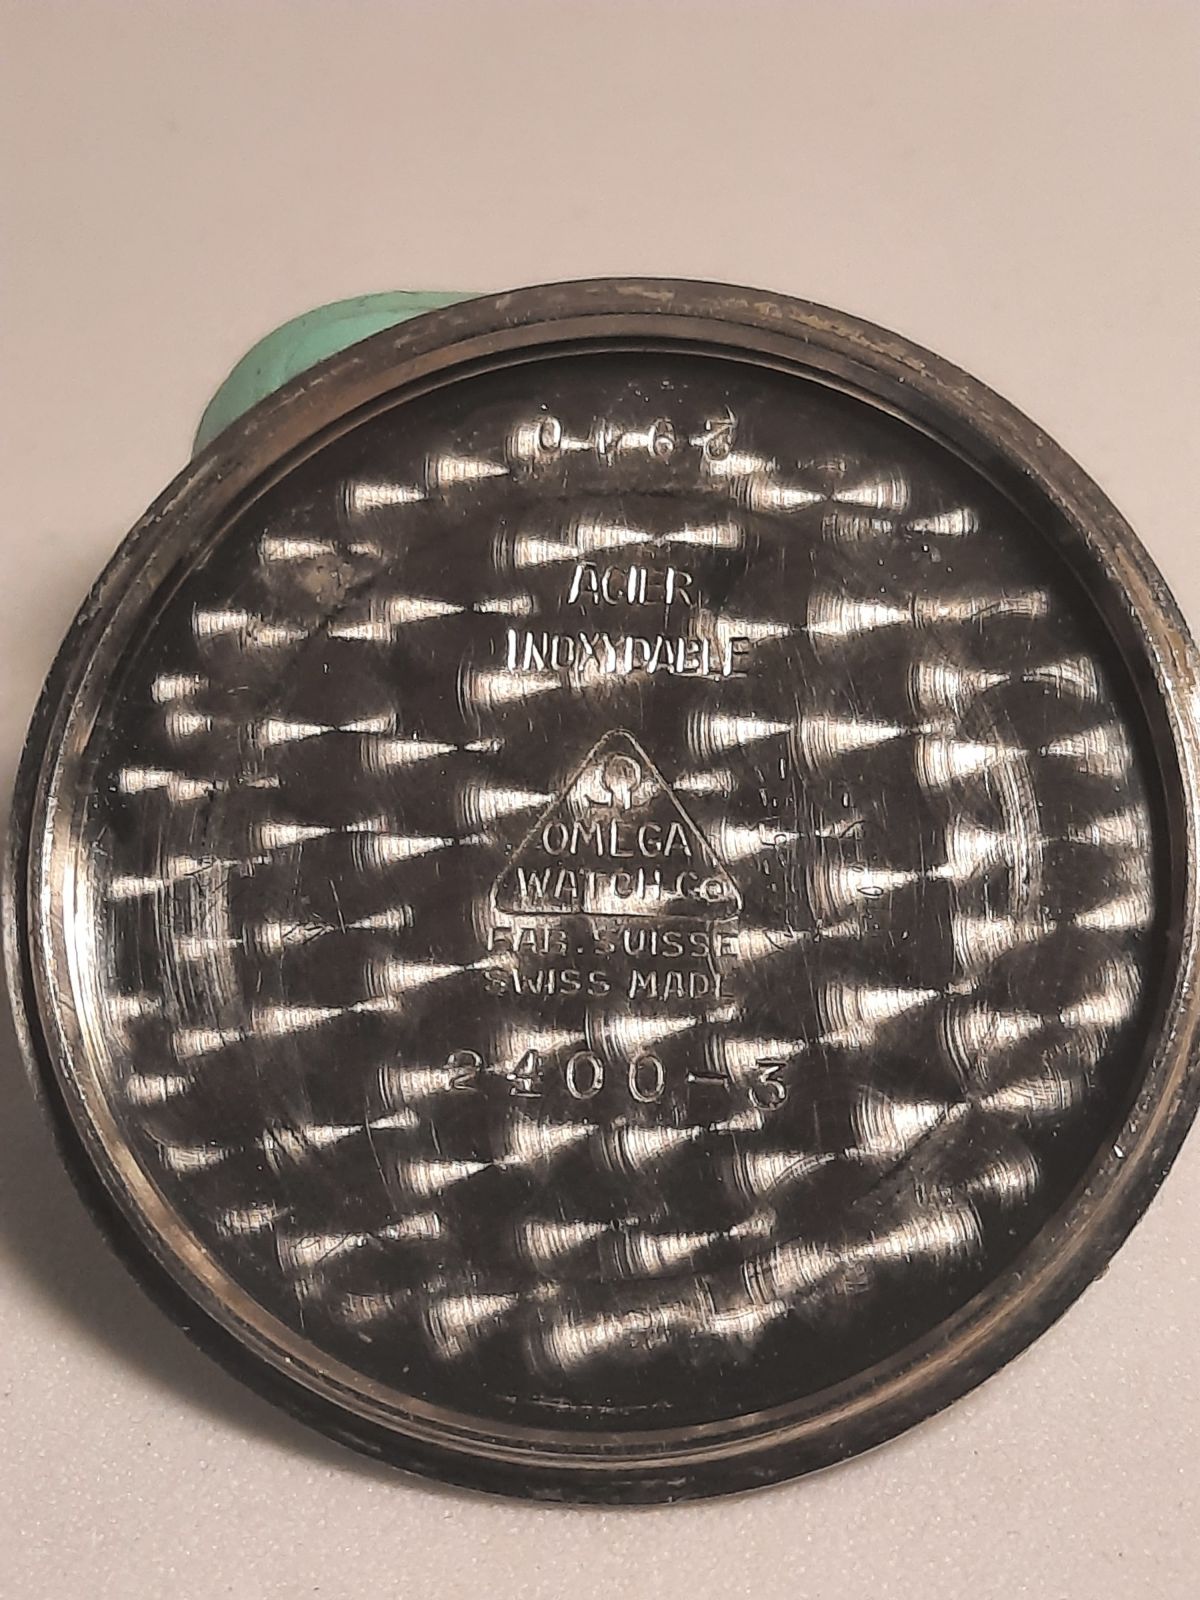 ACIER
INOXYDABLE
Ω
OMEGA
WATCH Co
FAB. SUISSE
SWISS MADE
2400-3